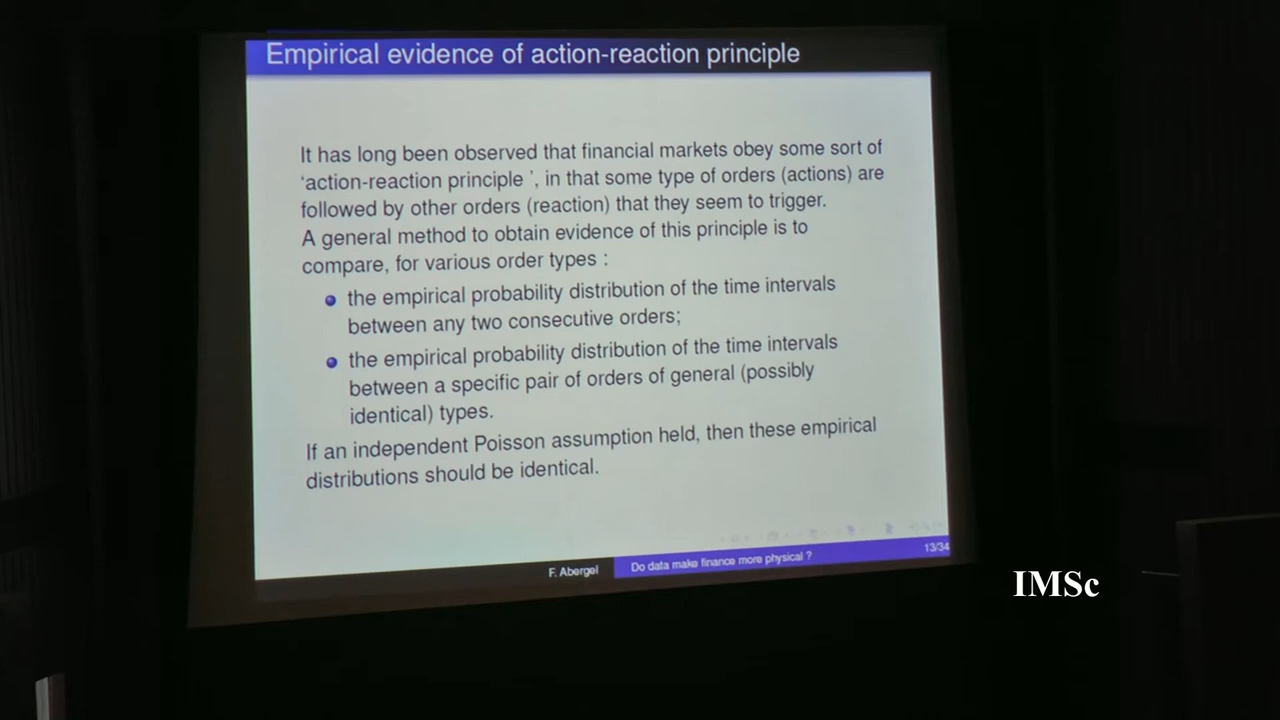 Empirical evidence of action-reaction principle
It has long been observed that financial markets obey some sort of
‘action-reaction principle ’, in that some type of orders (actions) are
followed by other orders (reaction) that they seem to trigger.
A general method to obtain evidence of this principle is to
compare, for various order types :
the empirical probability distribution of the time intervals
between any two consecutive orders;
the empirical probability distribution of the time intervals
between a specific pair of orders of general (possibly
identical) types.
If an independent Poisson assumption held, then these empirical
distributions should be identical.
F. Abergel
Do data make finance more physical ?
13/34
IMSc